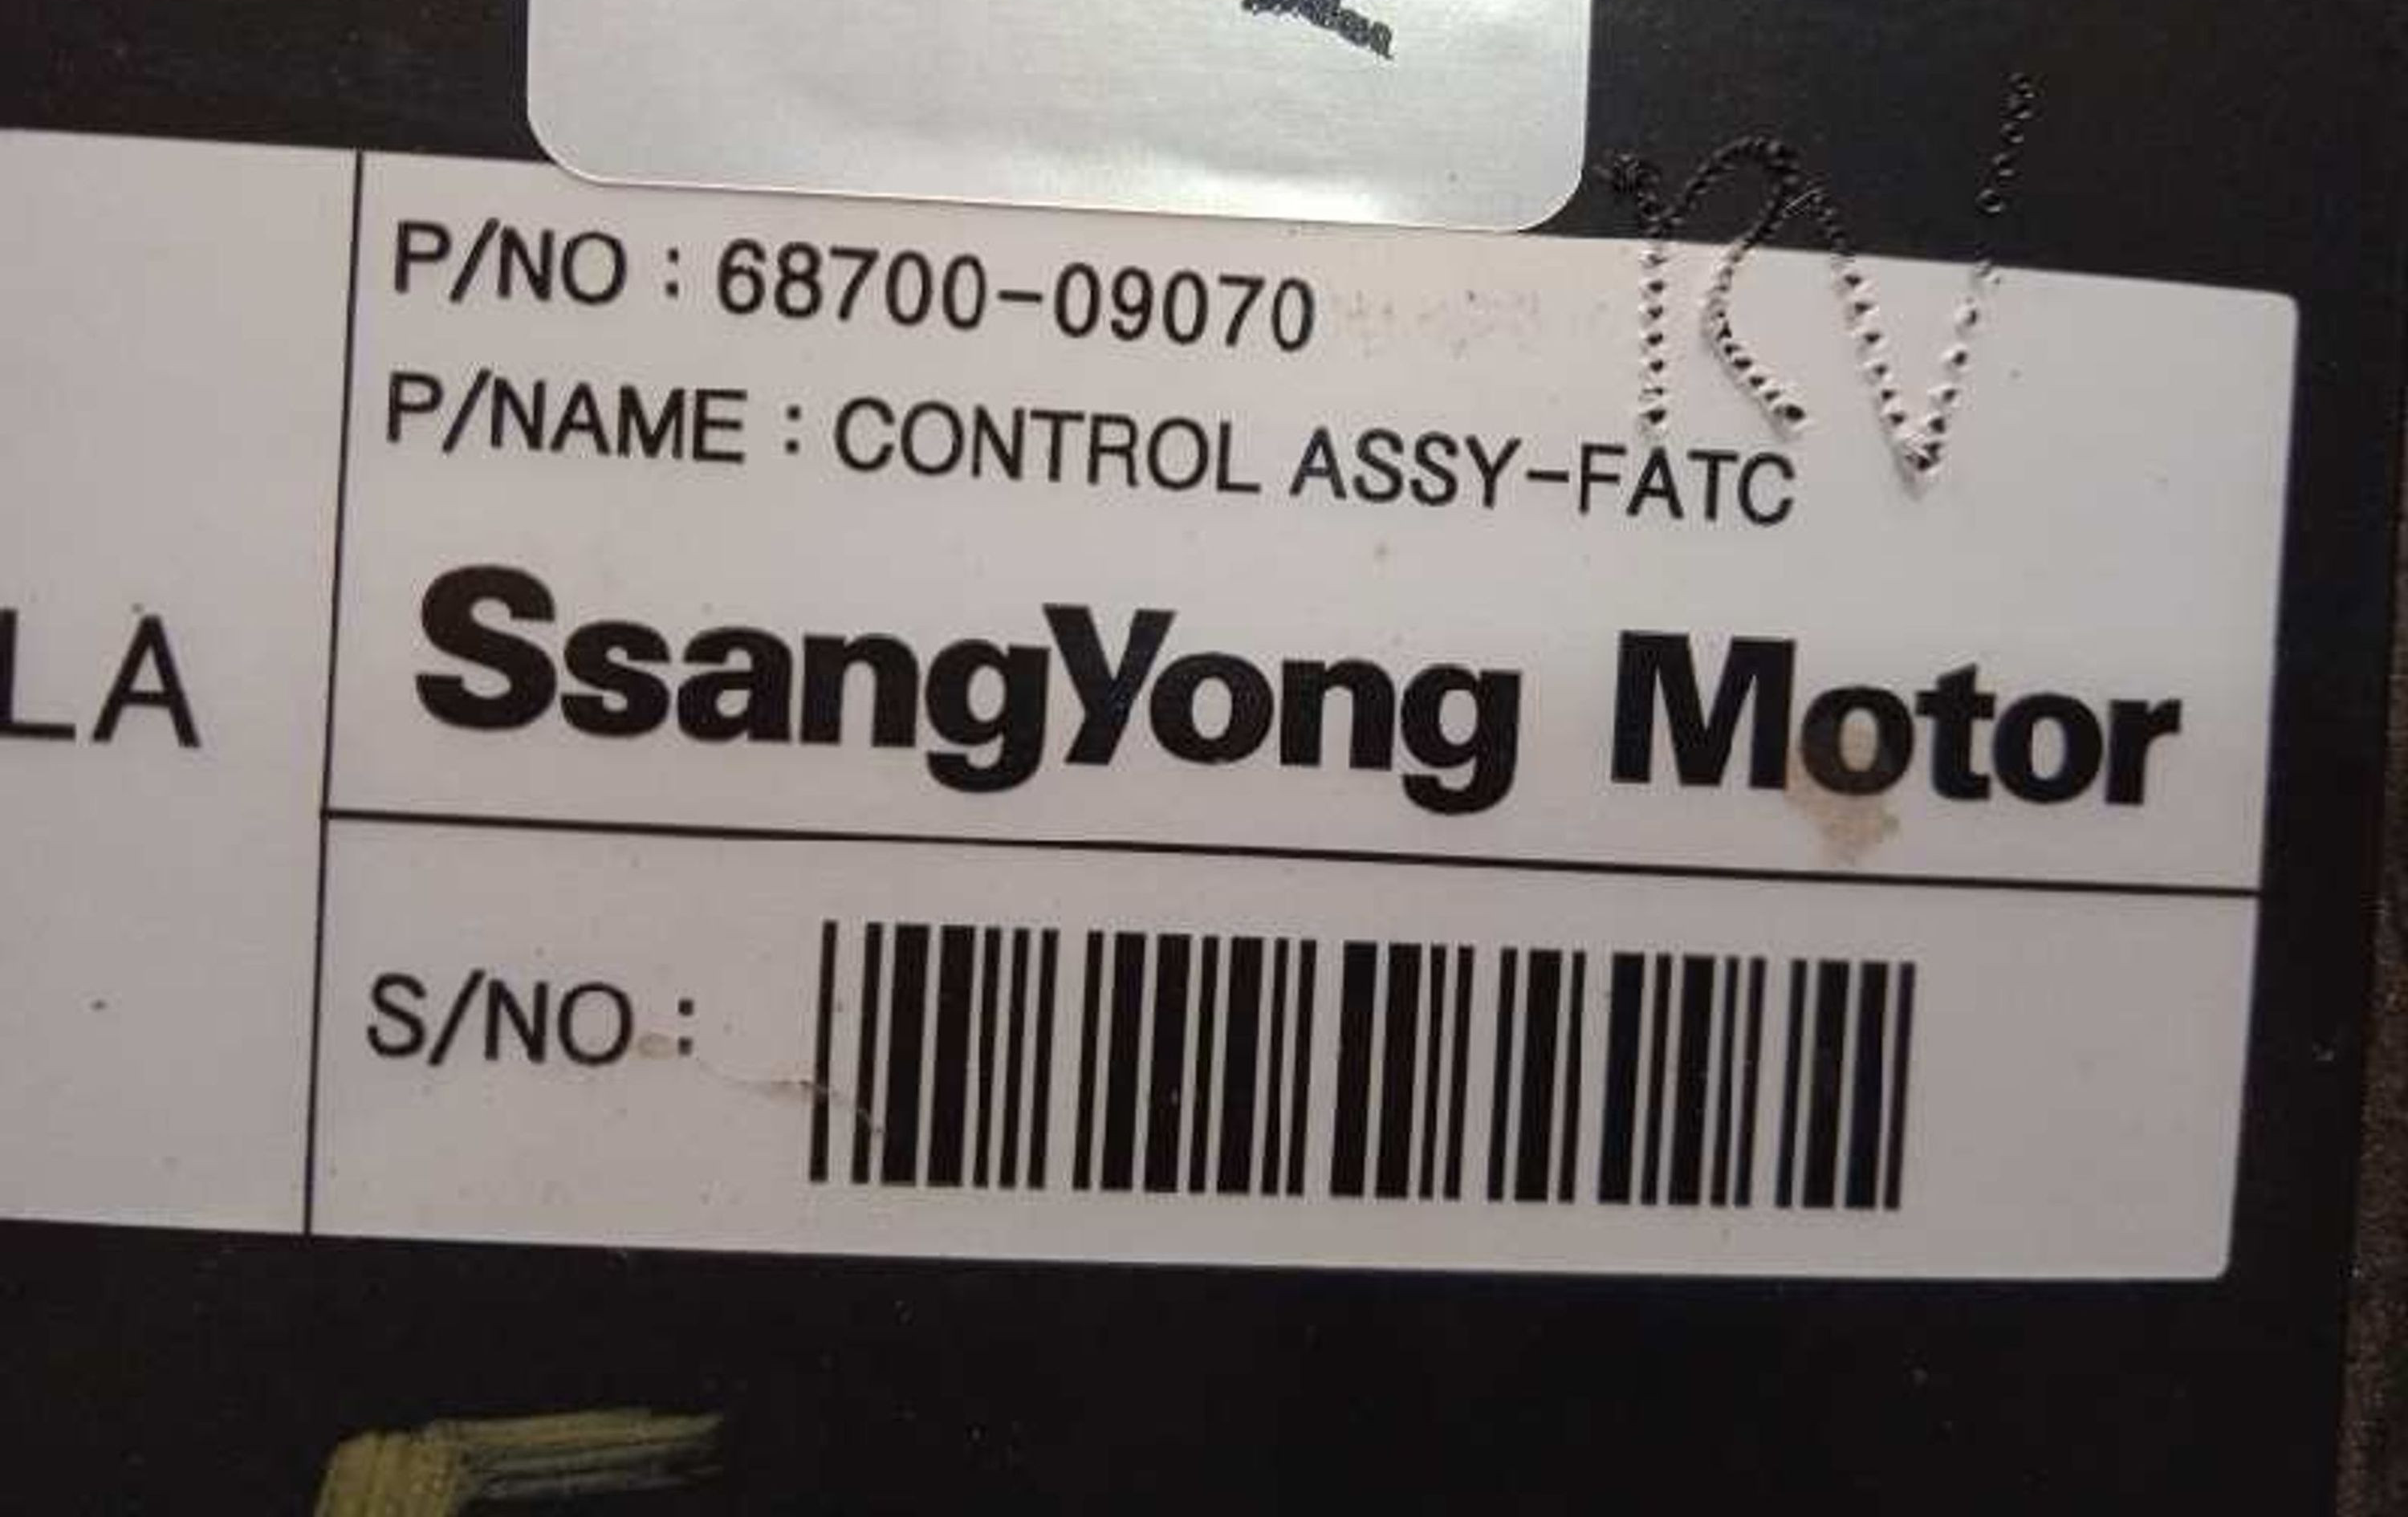 P/NO : 68700-09070
P/NAME : CONTROL ASSY-FATC
SsangYong Motor
LA
S/NO :